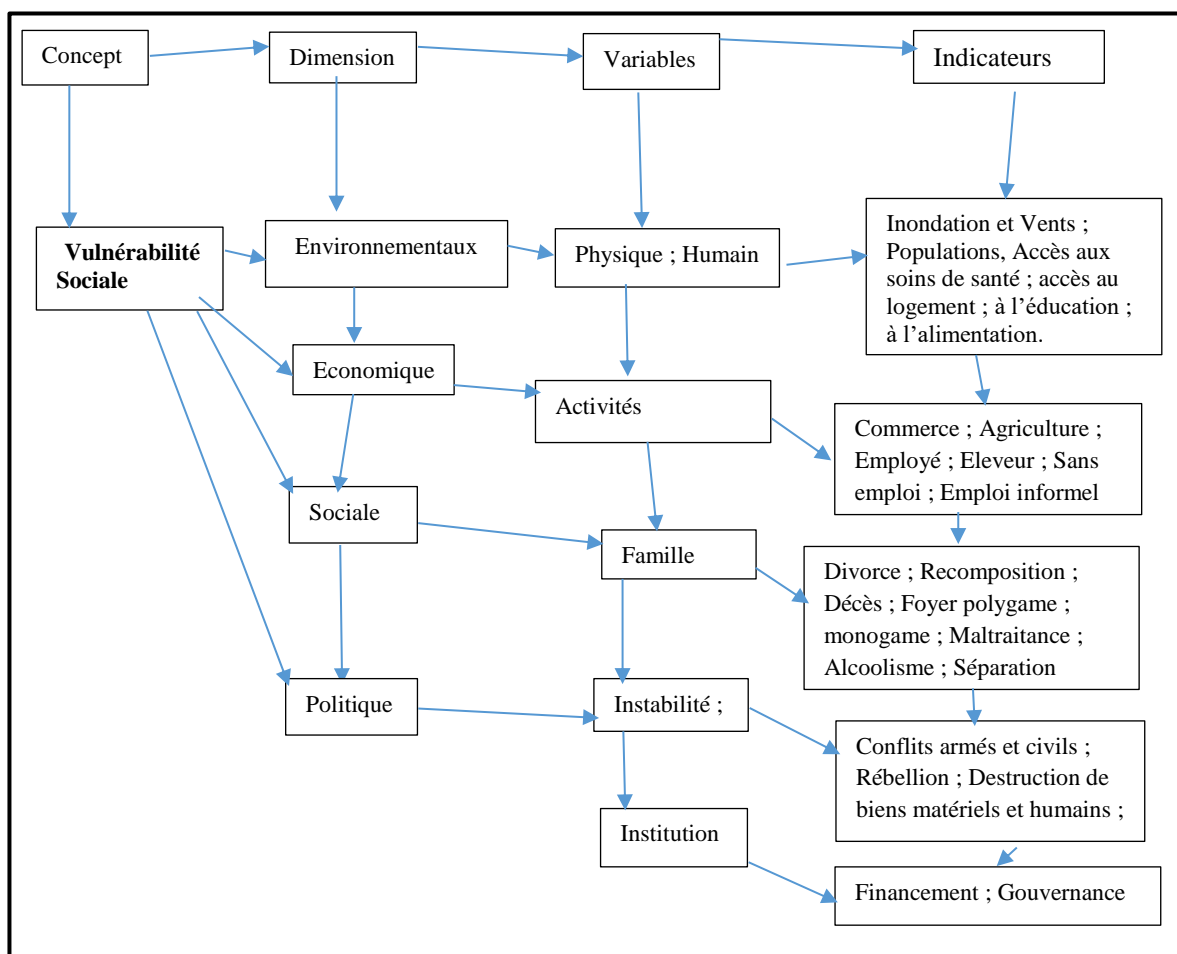 Concept
Dimension
Variables
Indicateurs
Vulnérabilité
Sociale
Environnementaux
Physique ; Humain
Inondation et Vents ;
Populations, Accès aux
soins de santé ; accès au
logement ; à l'éducation ;
à l'alimentation.
Economique
Activités
Commerce ; Agriculture ;
Employé ; Eleveur ; Sans
emploi ; Emploi informel
Sociale
Famille
Divorce ; Recomposition ;
Décès ; Foyer polygame ;
monogame ; Maltraitance ;
Alcoolisme ; Séparation
Politique
Instabilité ;
Conflits armés et civils ;
Rébellion ; Destruction de
biens matériels et humains ;
Institution
Financement ; Gouvernance